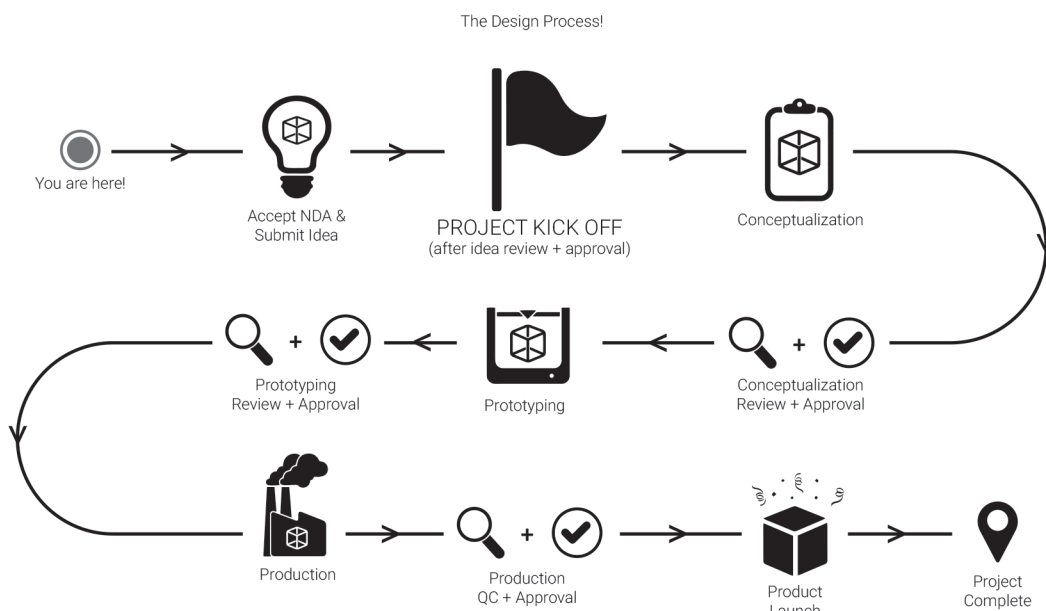 The Design Process!
You are here!
Accept NDA &
Submit Idea
PROJECT KICK OFF
(after idea review + approval)
Conceptualization
Conceptualization
Review + Approval
Prototyping
Prototyping
Review + Approval
Production
Production
QC + Approval
Product
Launch
Project
Complete